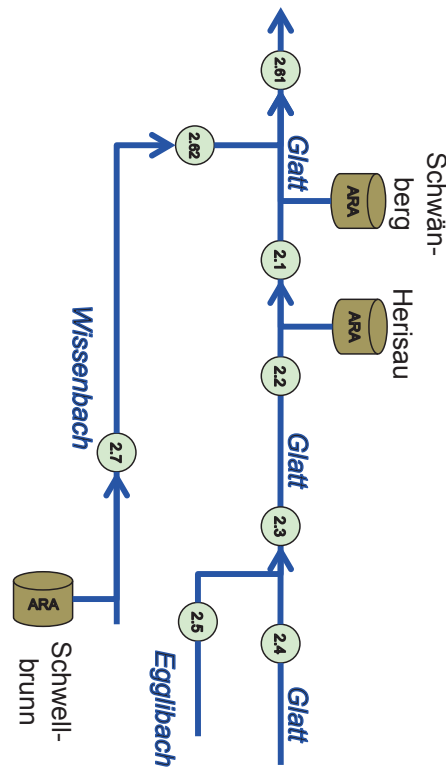 2.61
2.62
Glatt
ARA
Schwän-
berg
2.1
ARA
Herisau
2.2
Wissenbach
2.7
Glatt
2.3
ARA
Schwell-
brunn
2.5
Egglibach
2.4
Glatt